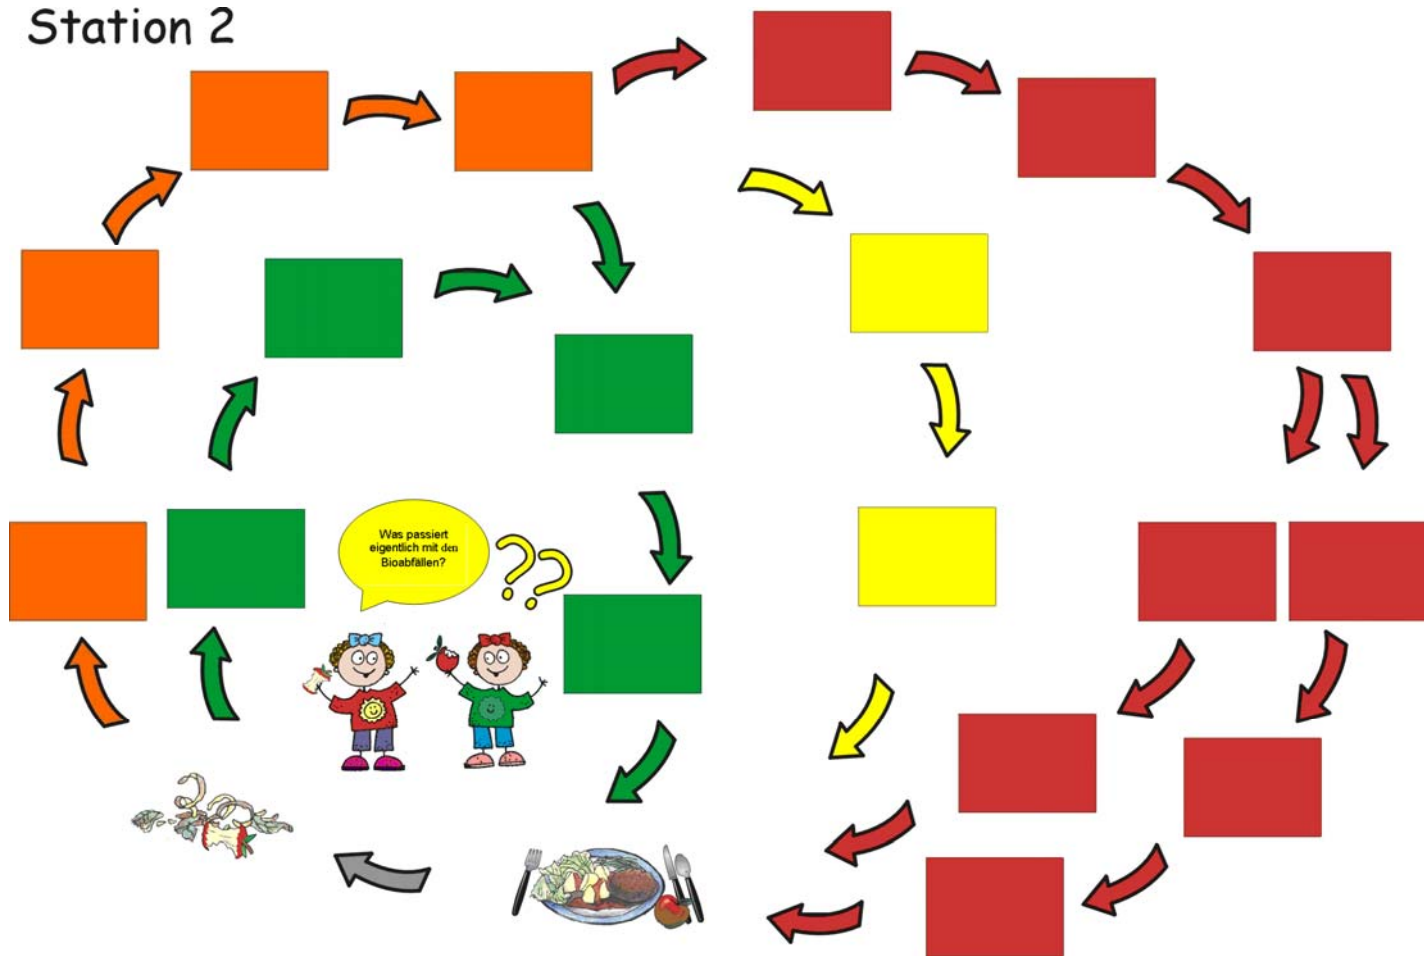 Station 2
Was passiert
eigentlich mit den
Bioabfällen?